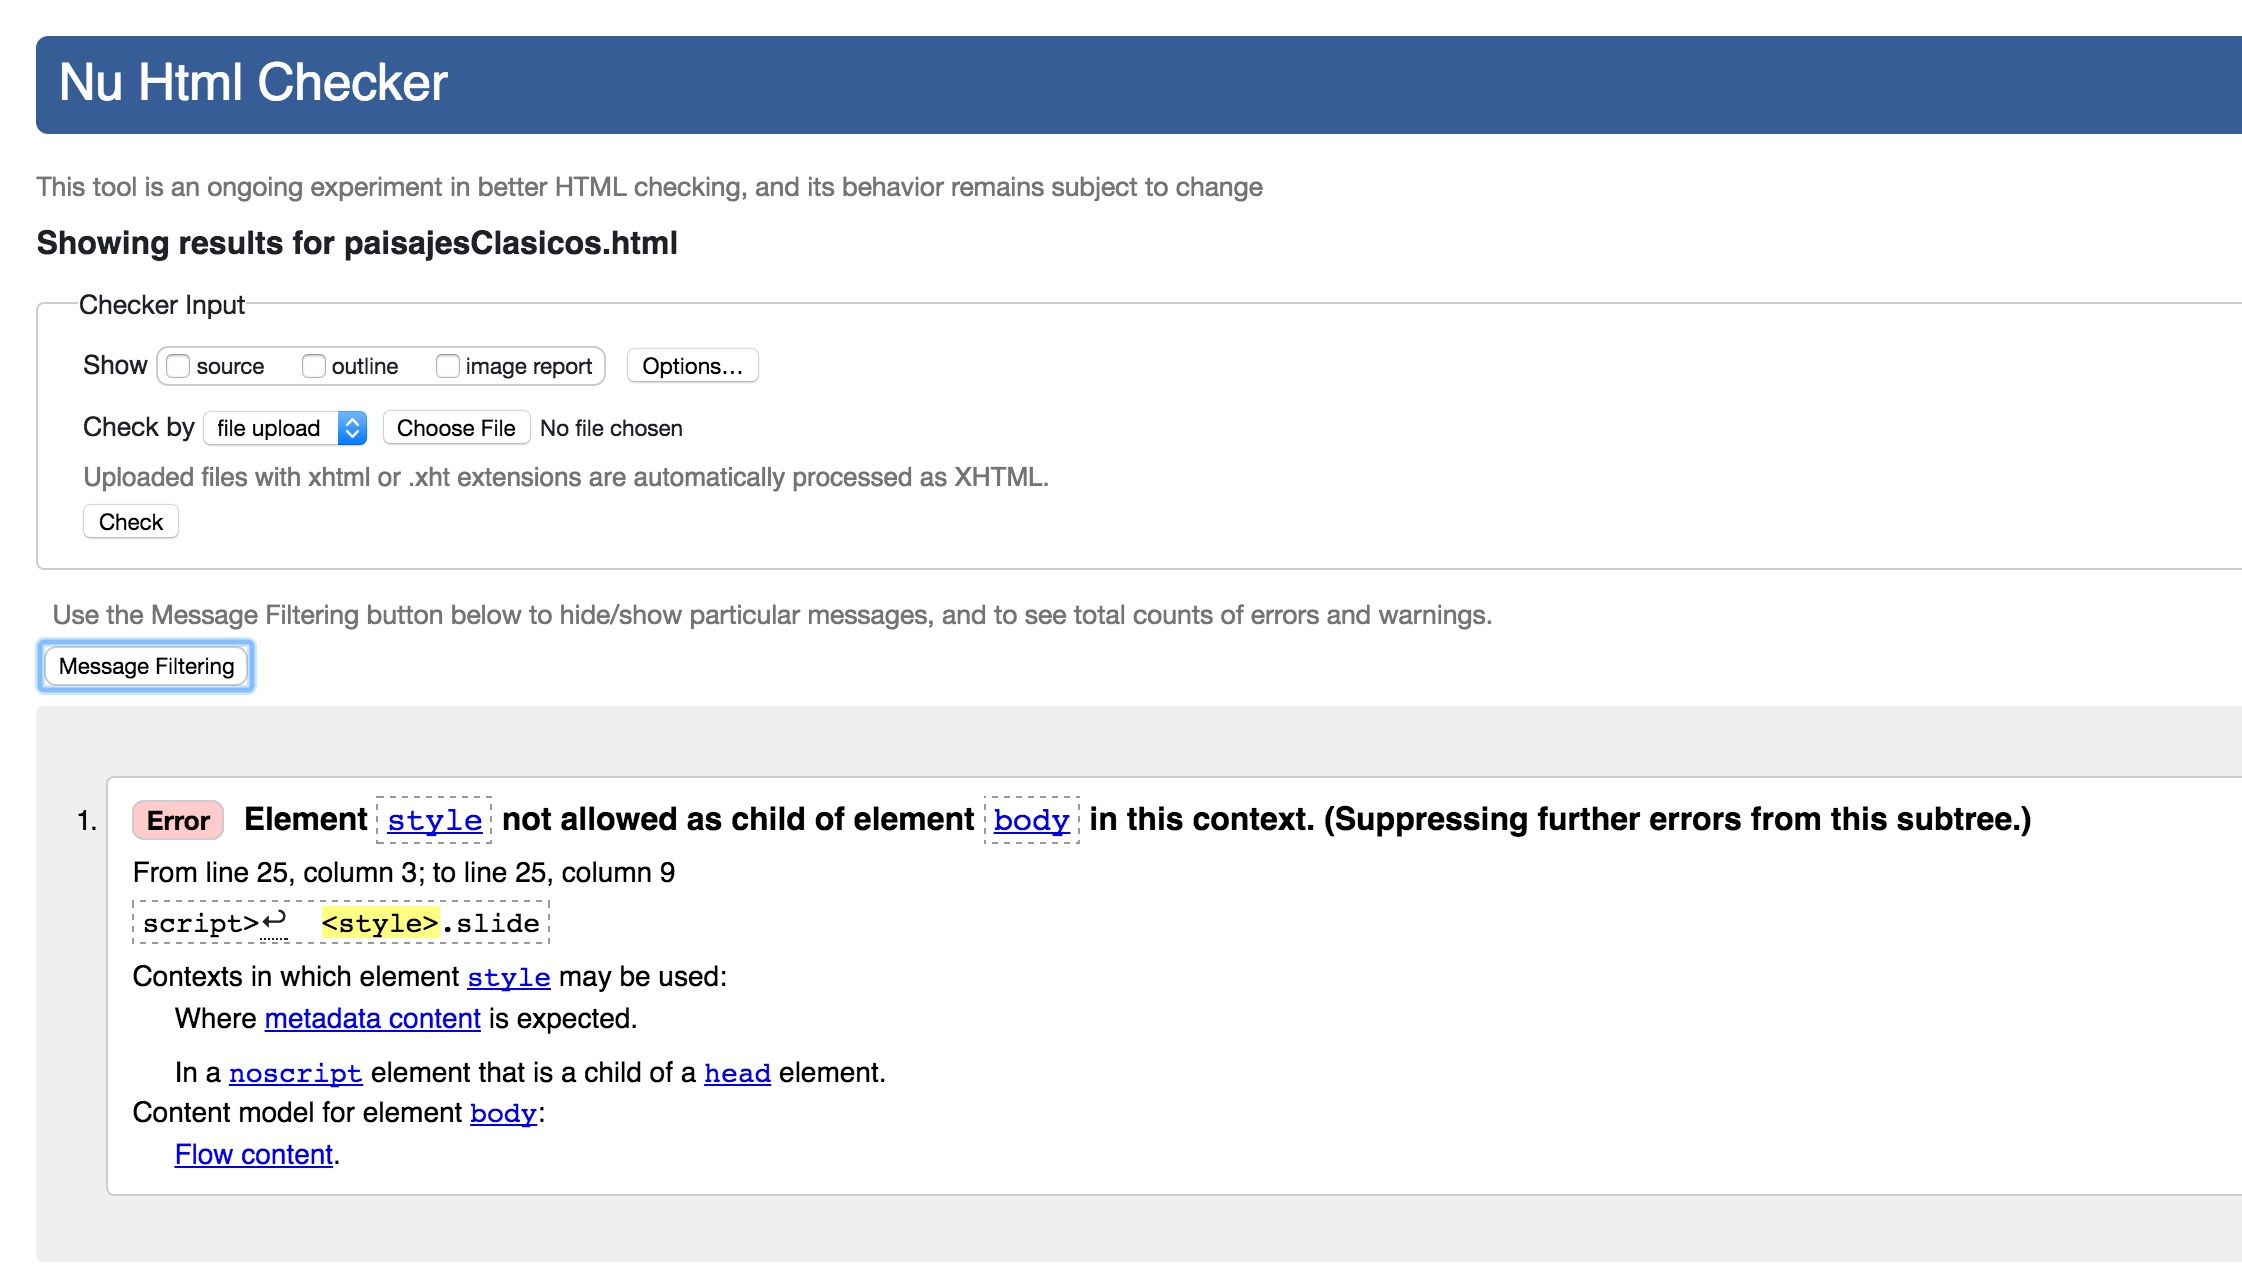 Nu Html Checker
This tool is an ongoing experiment in better HTML checking, and its behavior remains subject to change
Showing results for paisajesClasicos.html
Checker Input
Show source outline image report Options...
Check by file upload Choose File No file chosen
Uploaded files with xhtml or .xht extensions are automatically processed as XHTML.
Check
Use the Message Filtering button below to hide/show particular messages, and to see total counts of errors and warnings.
Message Filtering
1. Error Element style not allowed as child of element body in this context. (Suppressing further errors from this subtree.)
From line 25, column 3; to line 25, column 9
script>↩ <style>.slide
Contexts in which element style may be used:
Where metadata content is expected.
In a noscript element that is a child of a head element.
Content model for element body:
Flow content.